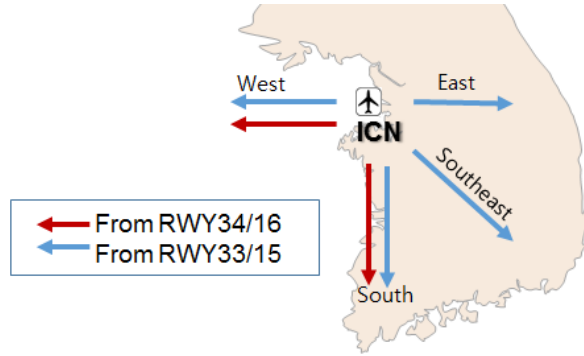 West
East
ICN
Southeast
From RWY34/16
From RWY33/15
South